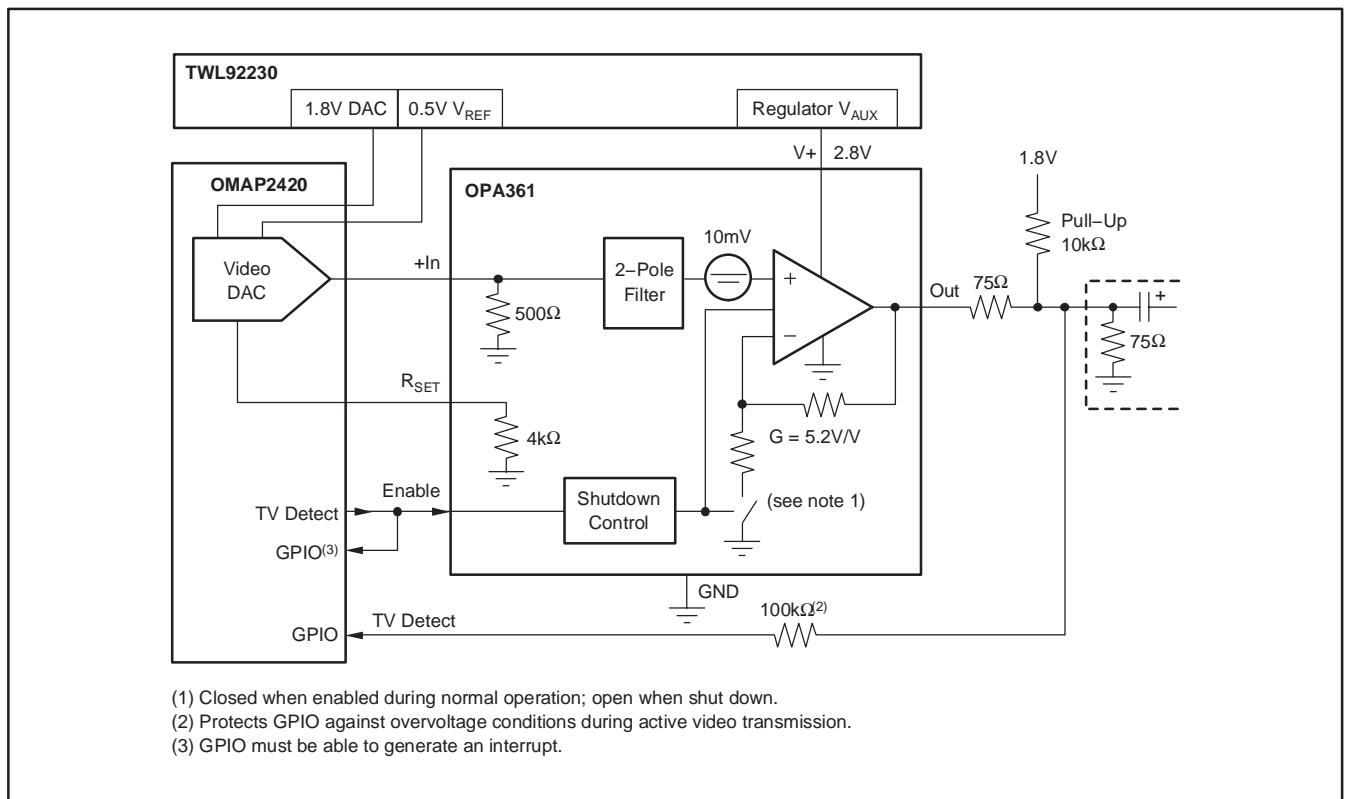 TWL92230
1.8V DAC
0.5V VREF
Regulator VAUX
V+ 2.8V
1.8V
OMAP2420
OPA361
Pull−Up
10kΩ
10mV
Video
DAC
+In
2−Pole
Filter
+
Out
75Ω
+
500Ω
−
75Ω
RSET
4kΩ
G = 5.2V/V
Enable
TV Detect
Shutdown
Control
(see note 1)
GPIO(3)
GND
100kΩ(2)
TV Detect
GPIO
(1) Closed when enabled during normal operation; open when shut down.
(2) Protects GPIO against overvoltage conditions during active video transmission.
(3) GPIO must be able to generate an interrupt.